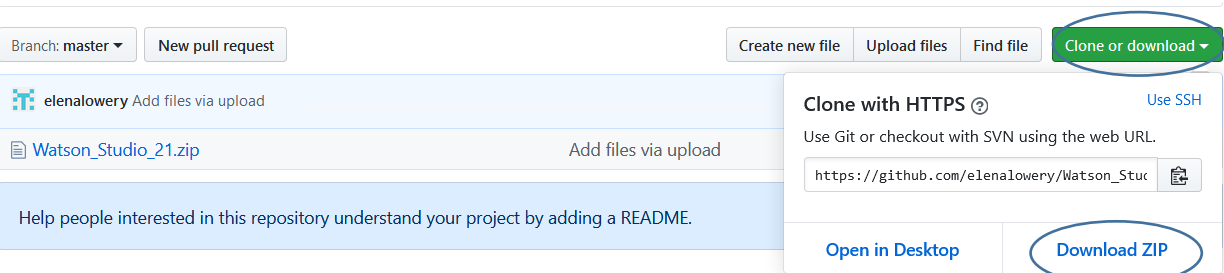 Branch: master
New pull request
Create new file
Upload files
Find file
Clone or download
elenalowery Add files via upload
Watson_Studio_21.zip
Add files via upload
Help people interested in this repository understand your project by adding a README.
Clone with HTTPS ?
Use SSH
Use Git or checkout with SVN using the web URL.
https://github.com/elenalowery/Watson_Stud
Open in Desktop
Download ZIP